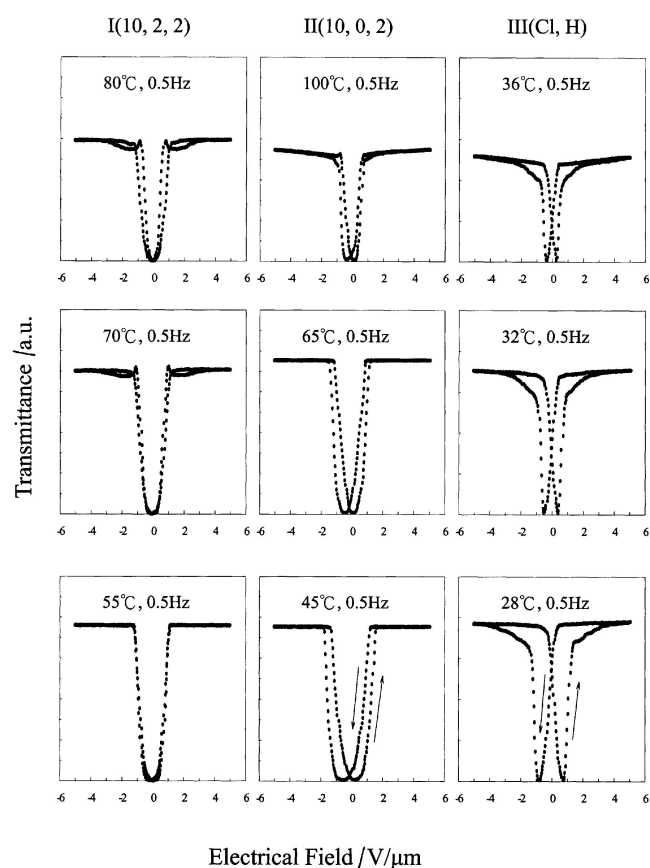 I(10, 2, 2) II(10, 0, 2) III(Cl, H)
80℃, 0.5Hz 100℃, 0.5Hz 36℃, 0.5Hz
-6 -4 -2 0 2 4 6 -6 -4 -2 0 2 4 6 -6 -4 -2 0 2 4 6
70℃, 0.5Hz 65℃, 0.5Hz 32℃, 0.5Hz
-6 -4 -2 0 2 4 6 -6 -4 -2 0 2 4 6 -6 -4 -2 0 2 4 6
Transmittance /a.u.
55℃, 0.5Hz 45℃, 0.5Hz 28℃, 0.5Hz
-6 -4 -2 0 2 4 6 -6 -4 -2 0 2 4 6 -6 -4 -2 0 2 4 6
Electrical Field /V/μm